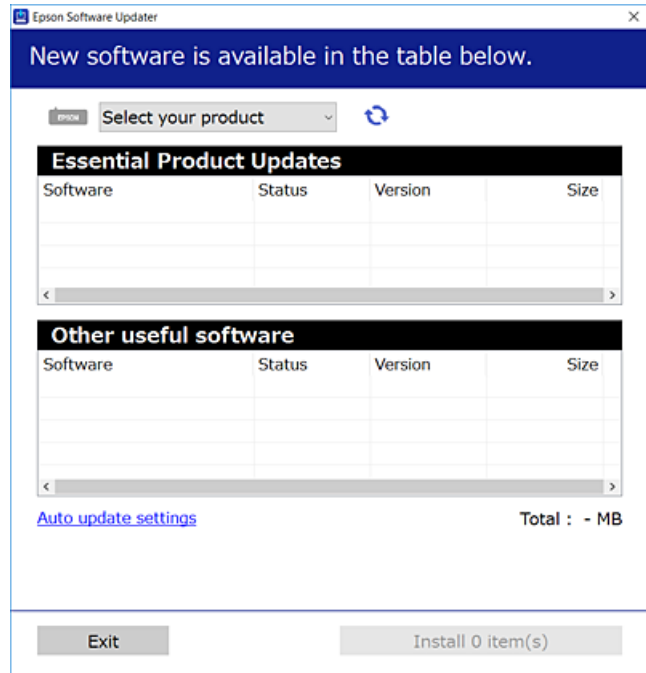 Epson Software Updater
New software is available in the table below.
EPSON Select your product
Essential Product Updates
Software Status Version Size
Other useful software
Software Status Version Size
Auto update settings Total : - MB
Exit Install 0 item(s)